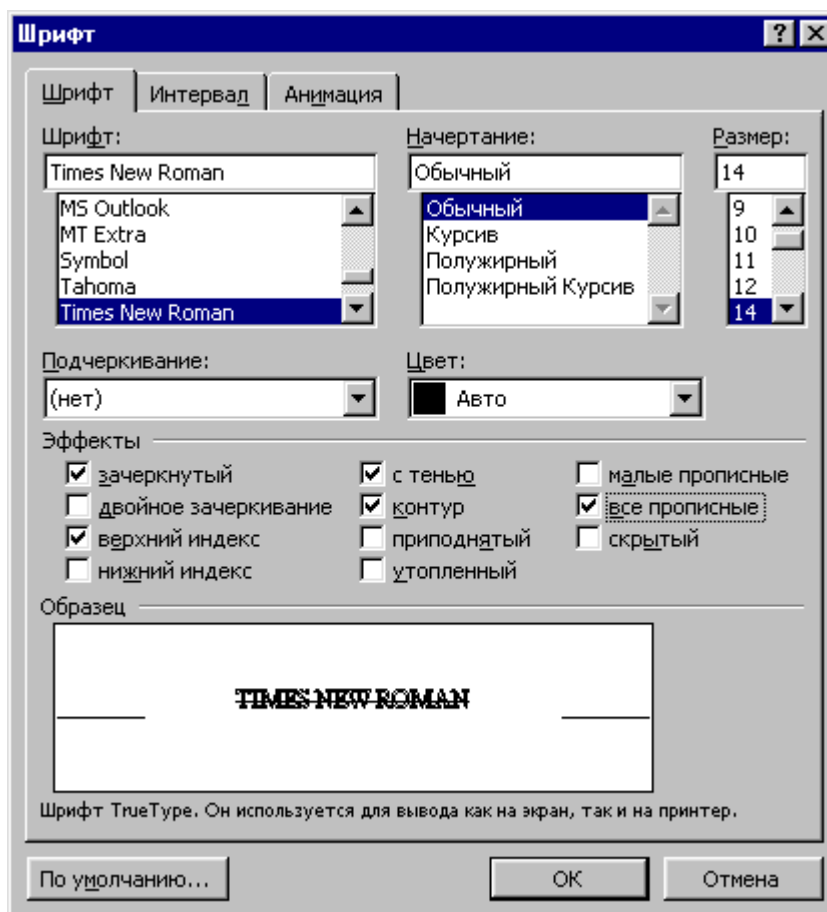 Шрифт
Шрифт Интервал Анимация
Шрифт: Начертание: Размер:
Times New Roman Обычный 14
MS Outlook Обычный 9
MT Extra Курсив 10
Symbol Полужирный 11
Tahoma Полужирный Курсив 12
Times New Roman 14
Подчеркивание: Цвет:
(нет) Авто
Эффекты
зачеркнутый с тенью малые прописные
двойное зачеркивание контур все прописные
верхний индекс приподнятый скрытый
нижний индекс утопленный
Образец
TIMES NEW ROMAN
Шрифт TrueType. Он используется для вывода как на экран, так и на принтер.
По умолчанию... OK Отмена